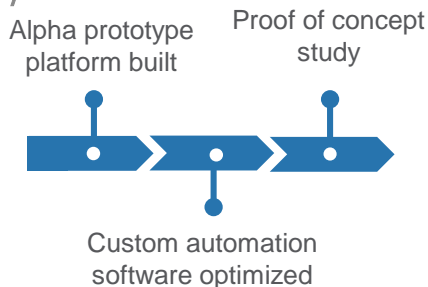 Alpha prototype
platform built
Proof of concept
study
Custom automation
software optimized